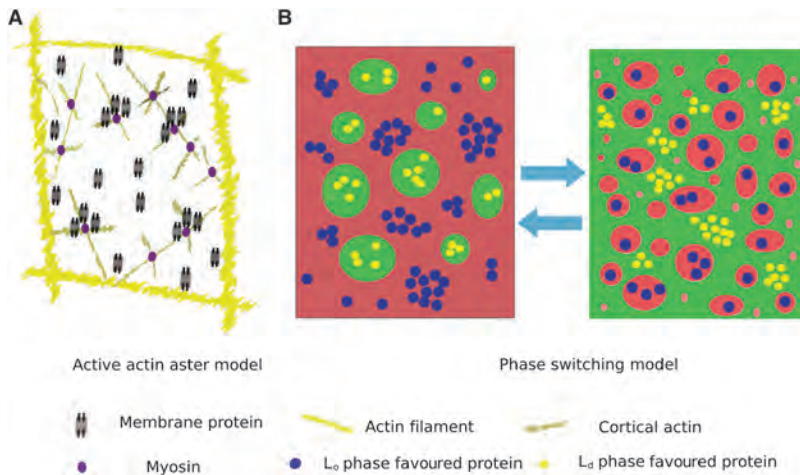 A
B
Active actin aster model
Phase switching model
Membrane protein
Actin filament
Cortical actin
Myosin
Lₒ phase favoured protein
L_d phase favoured protein